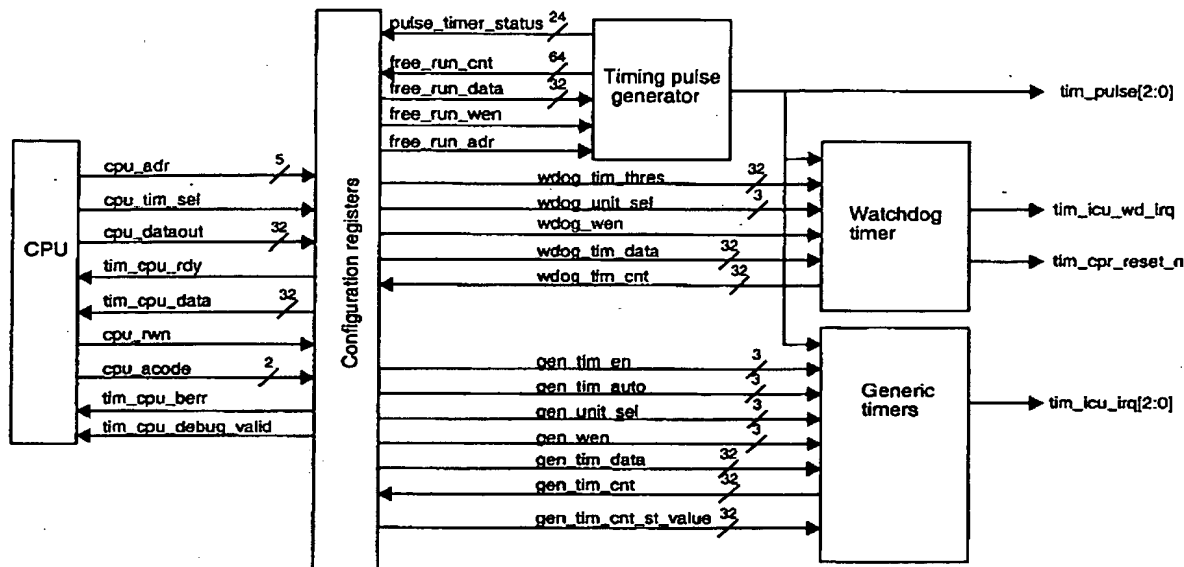 CPU
cpu_adr 5
cpu_tim_sel
cpu_dataout 32
tim_cpu_rdy
tim_cpu_data 32
cpu_rwn
cpu_acode 2
tim_cpu_berr
tim_cpu_debug_valid
Configuration registers
pulse_timer_status 24
free_run_cnt 64
free_run_data 32
free_run_wen
free_run_adr
Timing pulse
generator
tim_pulse[2:0]
wdog_tim_thres 32
wdog_unit_sel 3
wdog_wen
wdog_tim_data 32
wdog_tim_cnt 32
Watchdog
timer
tim_icu_wd_irq
tim_cpr_reset_n
gen_tim_en 3
gen_tim_auto 3
gen_unit_sel 3
gen_wen 3
gen_tim_data 32
gen_tim_cnt 32
gen_tim_cnt_st_value 32
Generic
timers
tim_icu_irq[2:0]